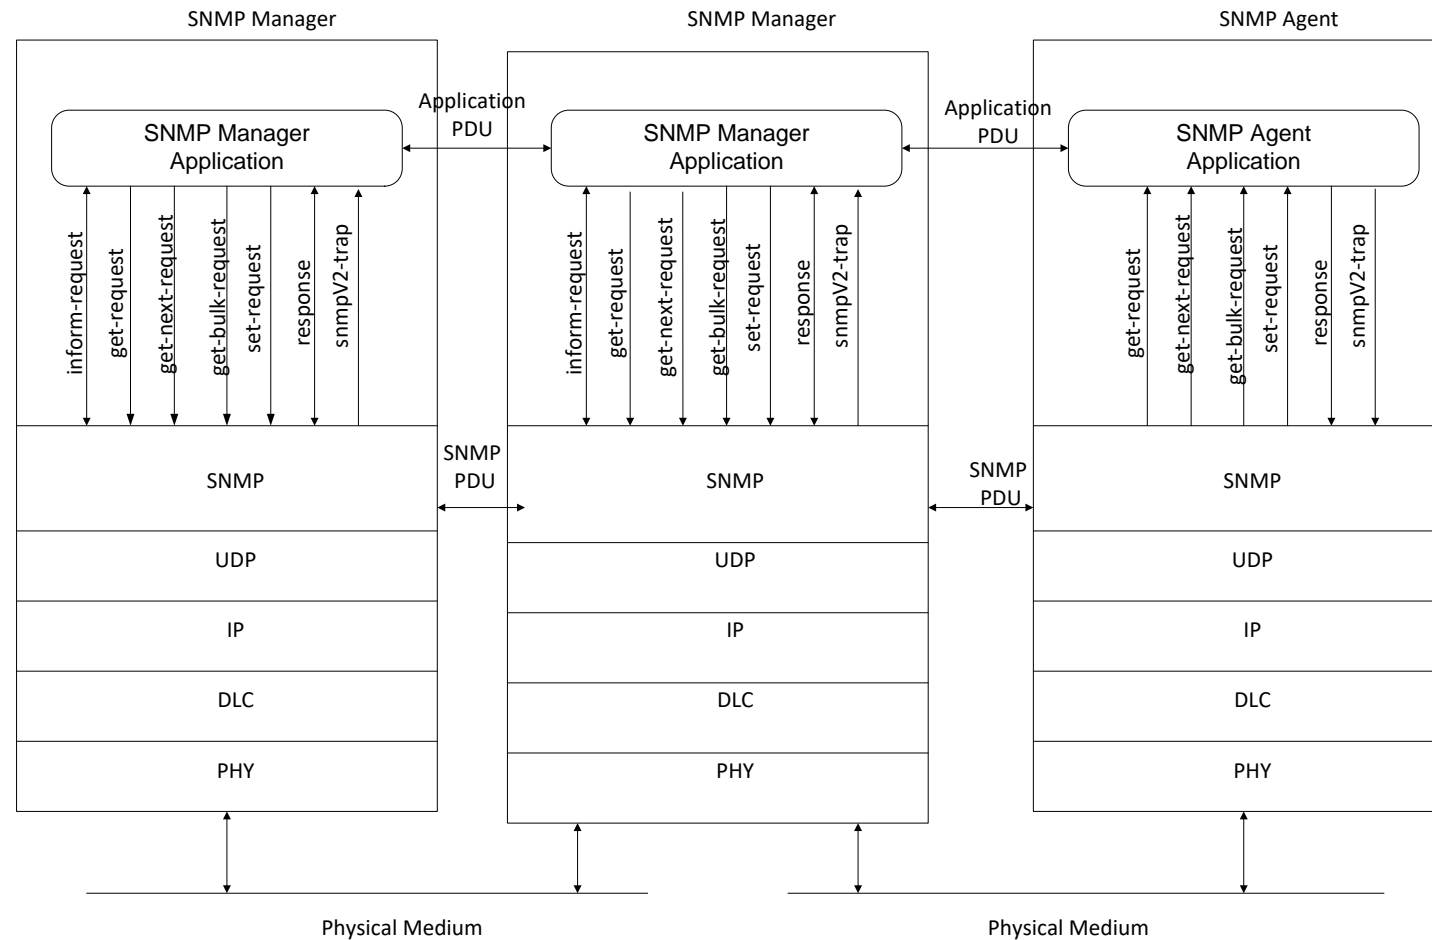 SNMP Manager
SNMP Manager
SNMP Agent
SNMP Manager
Application
Application
PDU
SNMP Manager
Application
Application
PDU
SNMP Agent
Application
inform-request
get-request
get-next-request
get-bulk-request
set-request
response
snmpV2-trap
inform-request
get-request
get-next-request
get-bulk-request
set-request
response
snmpV2-trap
get-request
get-next-request
get-bulk-request
set-request
response
snmpV2-trap
SNMP
SNMP
PDU
SNMP
SNMP
PDU
SNMP
UDP
UDP
UDP
IP
IP
IP
DLC
DLC
DLC
PHY
PHY
PHY
Physical Medium
Physical Medium